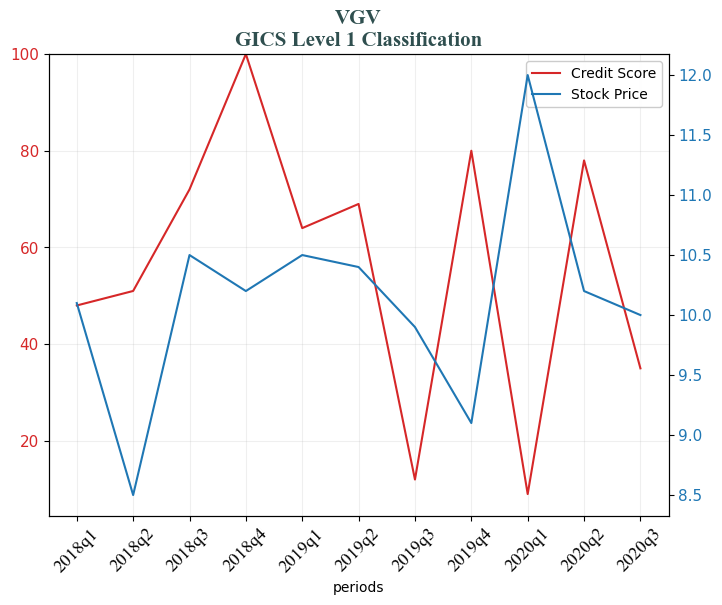 VGV
GICS Level 1 Classification
Credit Score
Stock Price
100
80
60
40
20
12.0
11.5
11.0
10.5
10.0
9.5
9.0
8.5
2018q1
2018q2
2018q3
2018q4
2019q1
2019q2
2019q3
2019q4
2020q1
2020q2
2020q3
periods